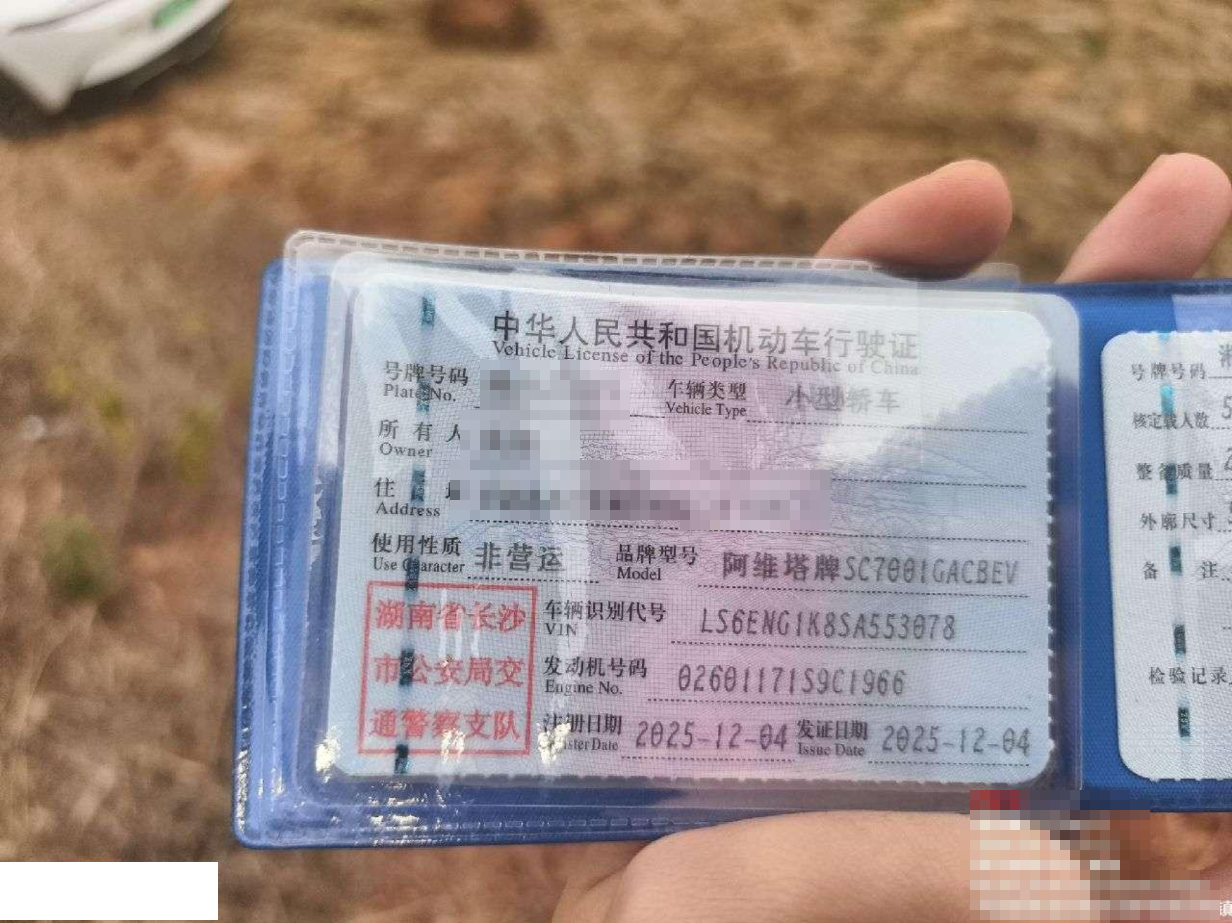 中华人民共和国机动车行驶证
Vehicle License of the People's Republic of China
号牌号码 车辆类型 小型轿车
Plate No. Vehicle Type
所有人
Owner
住
Address
使用性质 非营运 品牌型号 阿维塔牌SC7001GACBEV
Use Character Model
湖南省长沙
市公安局交
通警察支队
车辆识别代号 LS6ENG1K8SA553078
VIN
发动机号码 02601171S9C1966
Engine No.
注册日期 2025-12-04 发证日期 2025-12-04
Date Issue Date
号牌号码
核定载人数
整备质量
外廓尺寸
备注
检验记录